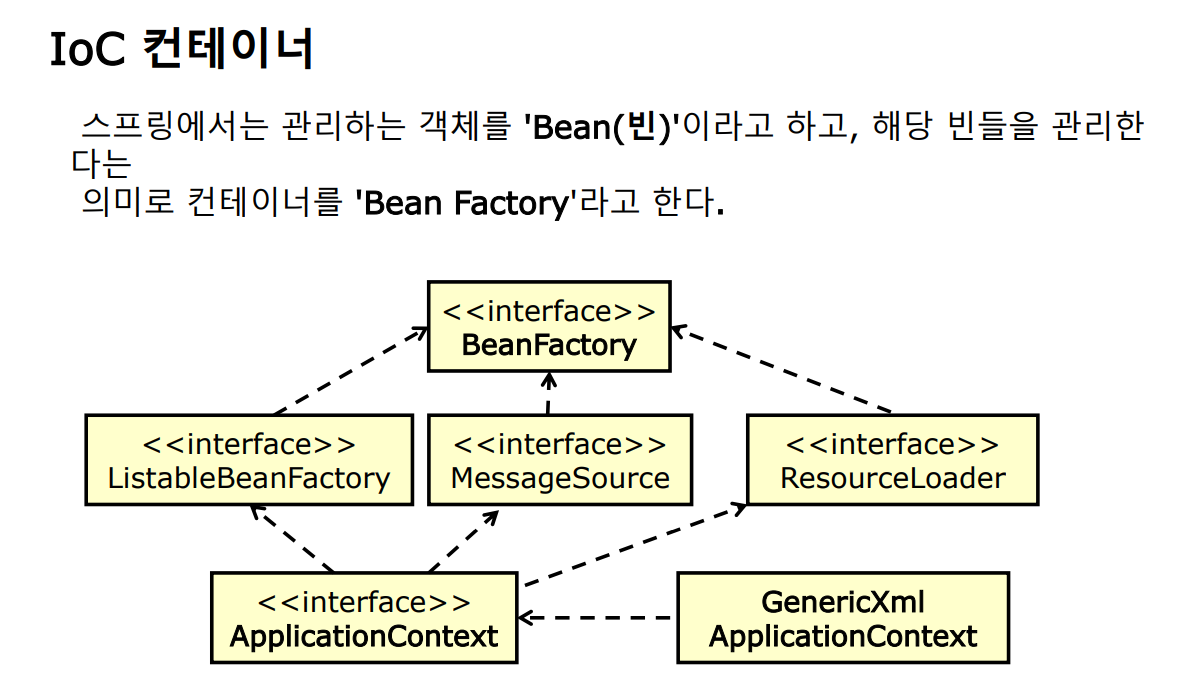 IoC 컨테이너
스프링에서는 관리하는 객체를 'Bean(빈)'이라고 하고, 해당 빈들을 관리한
다는
의미로 컨테이너를 'Bean Factory'라고 한다.
<<interface>>
BeanFactory
<<interface>>
ListableBeanFactory
<<interface>>
MessageSource
<<interface>>
ResourceLoader
<<interface>>
ApplicationContext
GenericXml
ApplicationContext